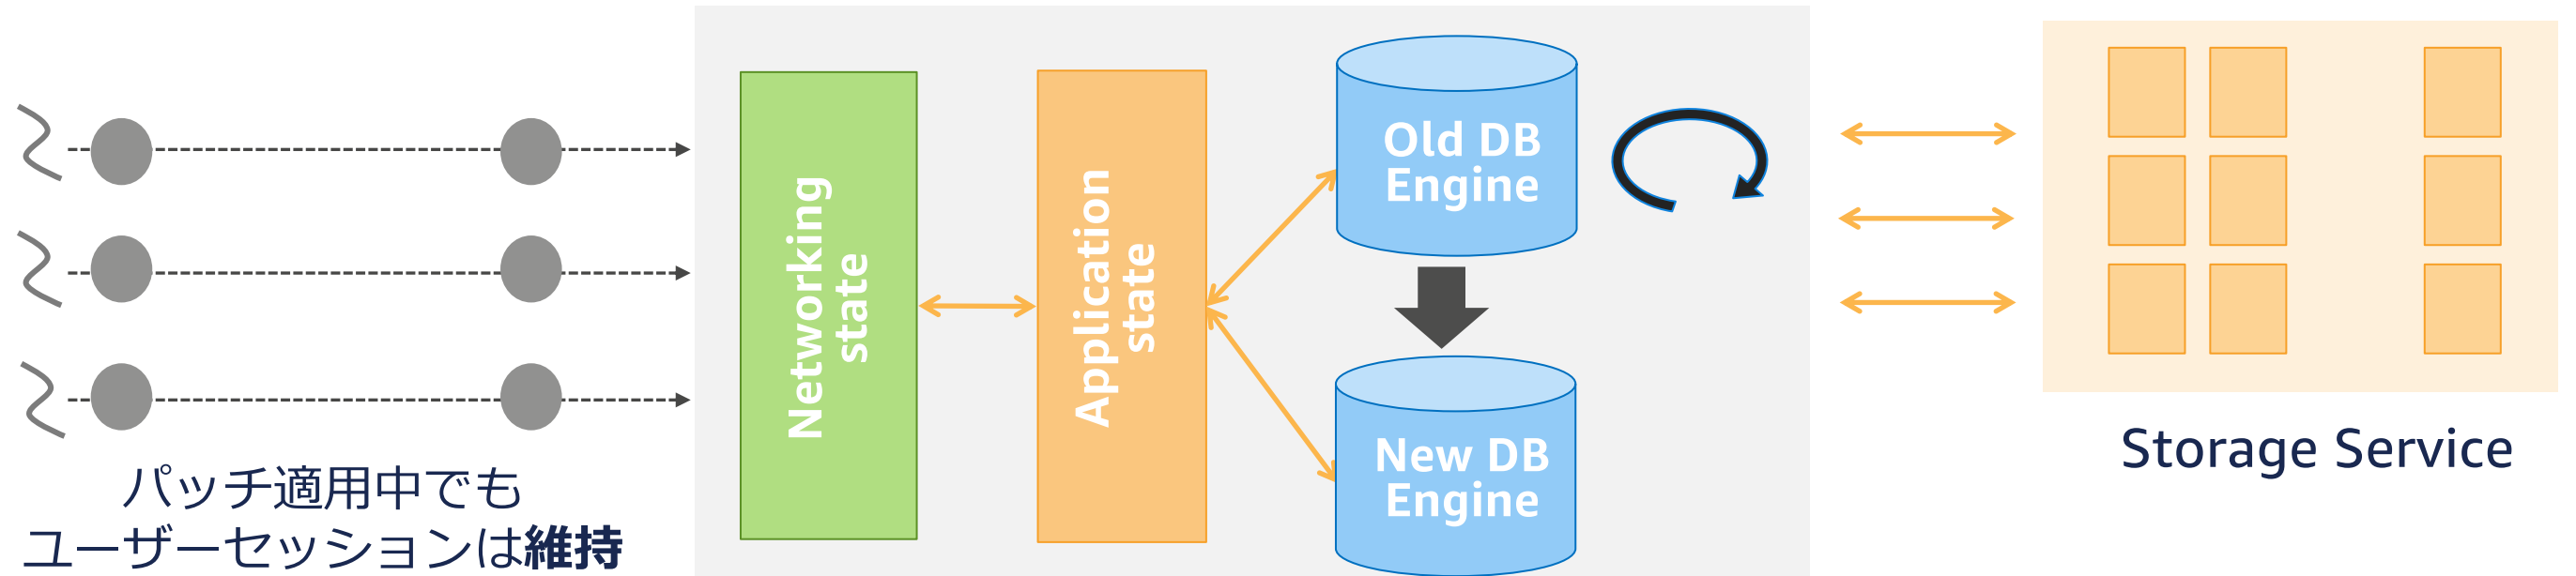 パッチ適用中でも
ユーザーセッションは維持
Networking
state
Application
state
Old DB
Engine
New DB
Engine
Storage Service